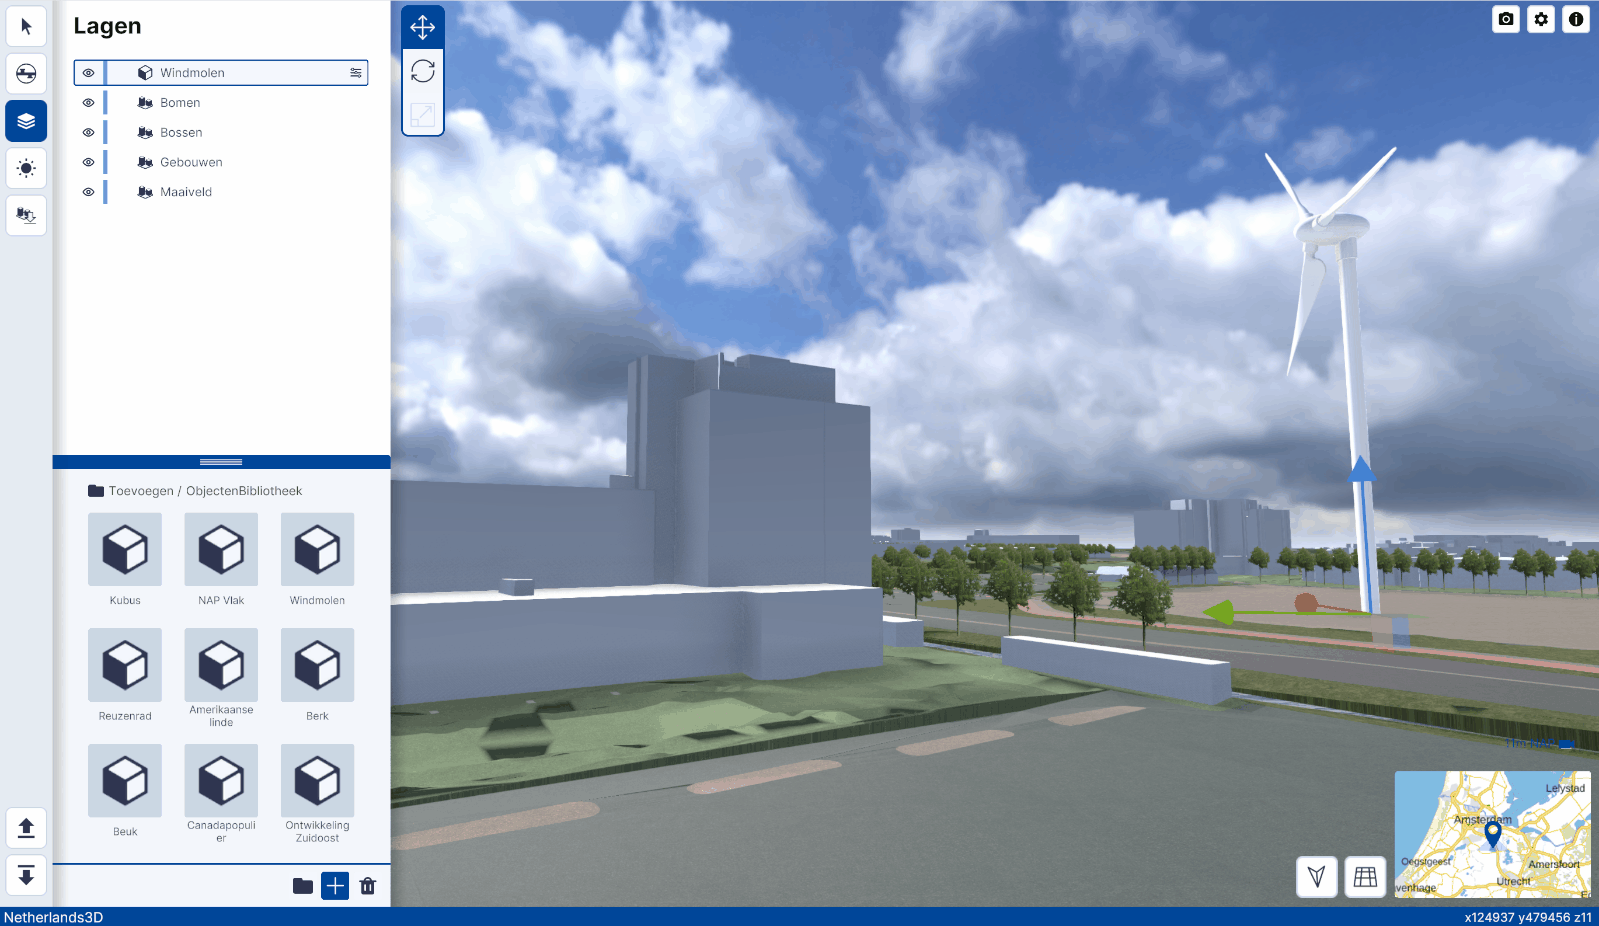 Lagen
Windmolen
Bomen
Bossen
Gebouwen
Maaiveld
Toevoegen / ObjectenBibliotheek
Kubus
NAP Vlak
Windmolen
Reuzenrad
Amerikaanse
linde
Berk
Beuk
Canadapopuli
er
Ontwikkeling
Zuidoost
Lelystad
Amsterdam
Oegstgeest
Amersfoort
Utrecht
venhage
Netherlands3D
x124937 y479456 z11